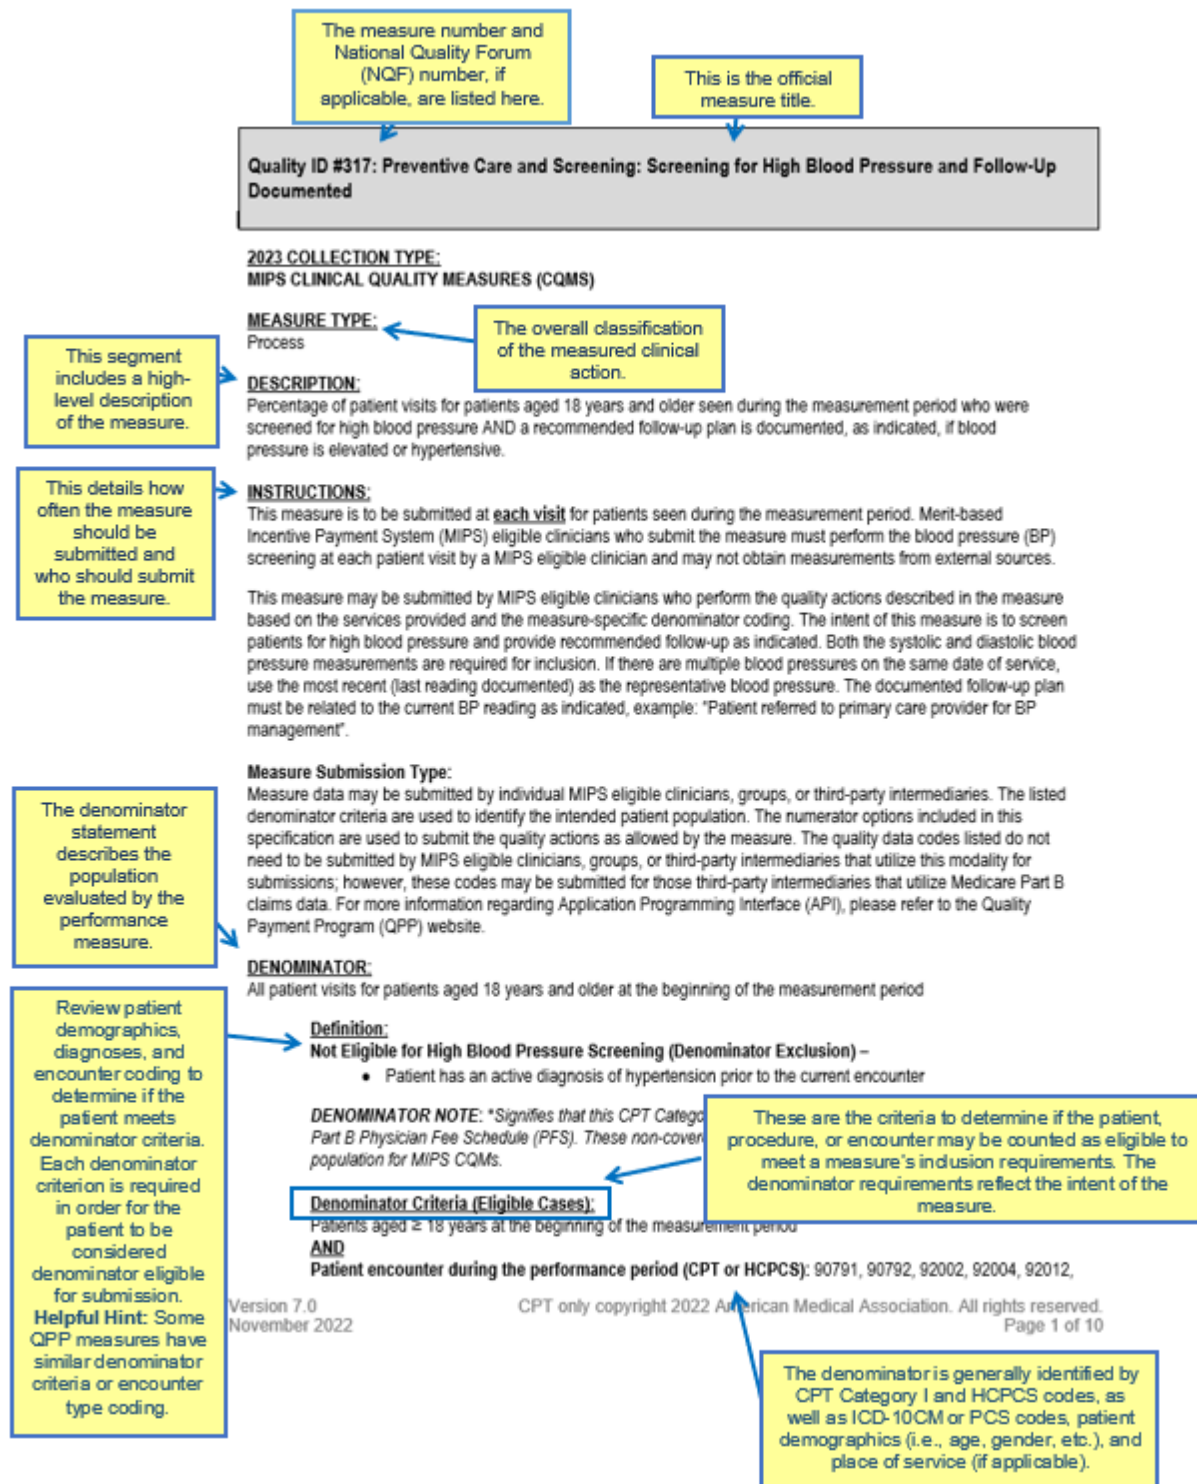 The measure number and
National Quality Forum
(NQF) number, if
applicable, are listed here.
This is the official
measure title.
Quality ID #317: Preventive Care and Screening: Screening for High Blood Pressure and Follow-Up
Documented
2023 COLLECTION TYPE:
MIPS CLINICAL QUALITY MEASURES (CQMS)
MEASURE TYPE:
Process
The overall classification
of the measured clinical
action.
This segment
includes a high-
level description
of the measure.
DESCRIPTION:
Percentage of patient visits for patients aged 18 years and older seen during the measurement period who were
screened for high blood pressure AND a recommended follow-up plan is documented, as indicated, if blood
pressure is elevated or hypertensive.
This details how
often the measure
should be
submitted and
who should submit
the measure.
INSTRUCTIONS:
This measure is to be submitted at each visit for patients seen during the measurement period. Merit-based
Incentive Payment System (MIPS) eligible clinicians who submit the measure must perform the blood pressure (BP)
screening at each patient visit by a MIPS eligible clinician and may not obtain measurements from external sources.
This measure may be submitted by MIPS eligible clinicians who perform the quality actions described in the measure
based on the services provided and the measure-specific denominator coding. The intent of this measure is to screen
patients for high blood pressure and provide recommended follow-up as indicated. Both the systolic and diastolic blood
pressure measurements are required for inclusion. If there are multiple blood pressures on the same date of service,
use the most recent (last reading documented) as the representative blood pressure. The documented follow-up plan
must be related to the current BP reading as indicated, example: "Patient referred to primary care provider for BP
management".
Measure Submission Type:
Measure data may be submitted by individual MIPS eligible clinicians, groups, or third-party intermediaries. The listed
denominator criteria are used to identify the intended patient population. The numerator options included in this
specification are used to submit the quality actions as allowed by the measure. The quality data codes listed do not
need to be submitted by MIPS eligible clinicians, groups, or third-party intermediaries that utilize this modality for
submissions; however, these codes may be submitted for those third-party intermediaries that utilize Medicare Part B
claims data. For more information regarding Application Programming Interface (API), please refer to the Quality
Payment Program (QPP) website.
The denominator
statement
describes the
population
evaluated by the
performance
measure.
DENOMINATOR:
All patient visits for patients aged 18 years and older at the beginning of the measurement period
Review patient
demographics,
diagnoses, and
encounter coding to
determine if the
patient meets
denominator criteria.
Each denominator
criterion is required
in order for the
patient to be
considered
denominator eligible
for submission.
Helpful Hint: Some
QPP measures have
similar denominator
criteria or encounter
type coding.
Definition:
Not Eligible for High Blood Pressure Screening (Denominator Exclusion) –
• Patient has an active diagnosis of hypertension prior to the current encounter
DENOMINATOR NOTE: *Signifies that this CPT Catego
Part B Physician Fee Schedule (PFS). These non-cover
population for MIPS CQMs.
These are the criteria to determine if the patient,
procedure, or encounter may be counted as eligible to
meet a measure's inclusion requirements. The
denominator requirements reflect the intent of the
measure.
Denominator Criteria (Eligible Cases):
Patients aged ≥ 18 years at the beginning of the measurement period
AND
Patient encounter during the performance period (CPT or HCPCS): 90791, 90792, 92002, 92004, 92012,
Version 7.0
November 2022
CPT only copyright 2022 American Medical Association. All rights reserved.
Page 1 of 10
The denominator is generally identified by
CPT Category I and HCPCS codes, as
well as ICD-10CM or PCS codes, patient
demographics (i.e., age, gender, etc.), and
place of service (if applicable).